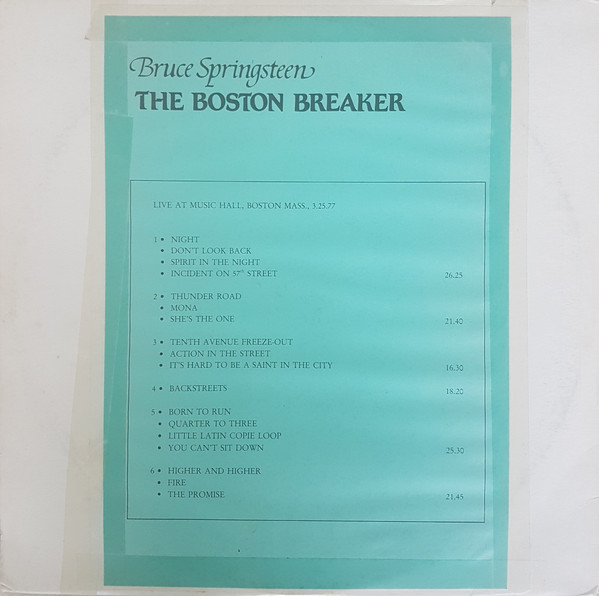 Bruce Springsteen
THE BOSTON BREAKER
LIVE AT MUSIC HALL, BOSTON MASS., 3.25.77
1 • NIGHT
• DON'T LOOK BACK
• SPIRIT IN THE NIGHT
• INCIDENT ON 57th STREET 26.25
2 • THUNDER ROAD
• MONA
• SHE'S THE ONE 21.40
3 • TENTH AVENUE FREEZE-OUT
• ACTION IN THE STREET
• IT'S HARD TO BE A SAINT IN THE CITY 16.30
4 • BACKSTREETS 18.20
5 • BORN TO RUN
• QUARTER TO THREE
• LITTLE LATIN COPIE LOOP
• YOU CAN'T SIT DOWN 25.30
6 • HIGHER AND HIGHER
• FIRE
• THE PROMISE 21.45